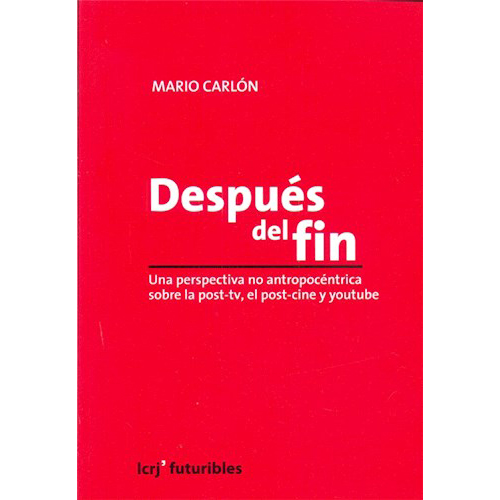 MARIO CARLÓN
Después
del fin
Una perspectiva no antropocéntrica
sobre la post-tv, el post-cine y youtube
lcrj' futuribles